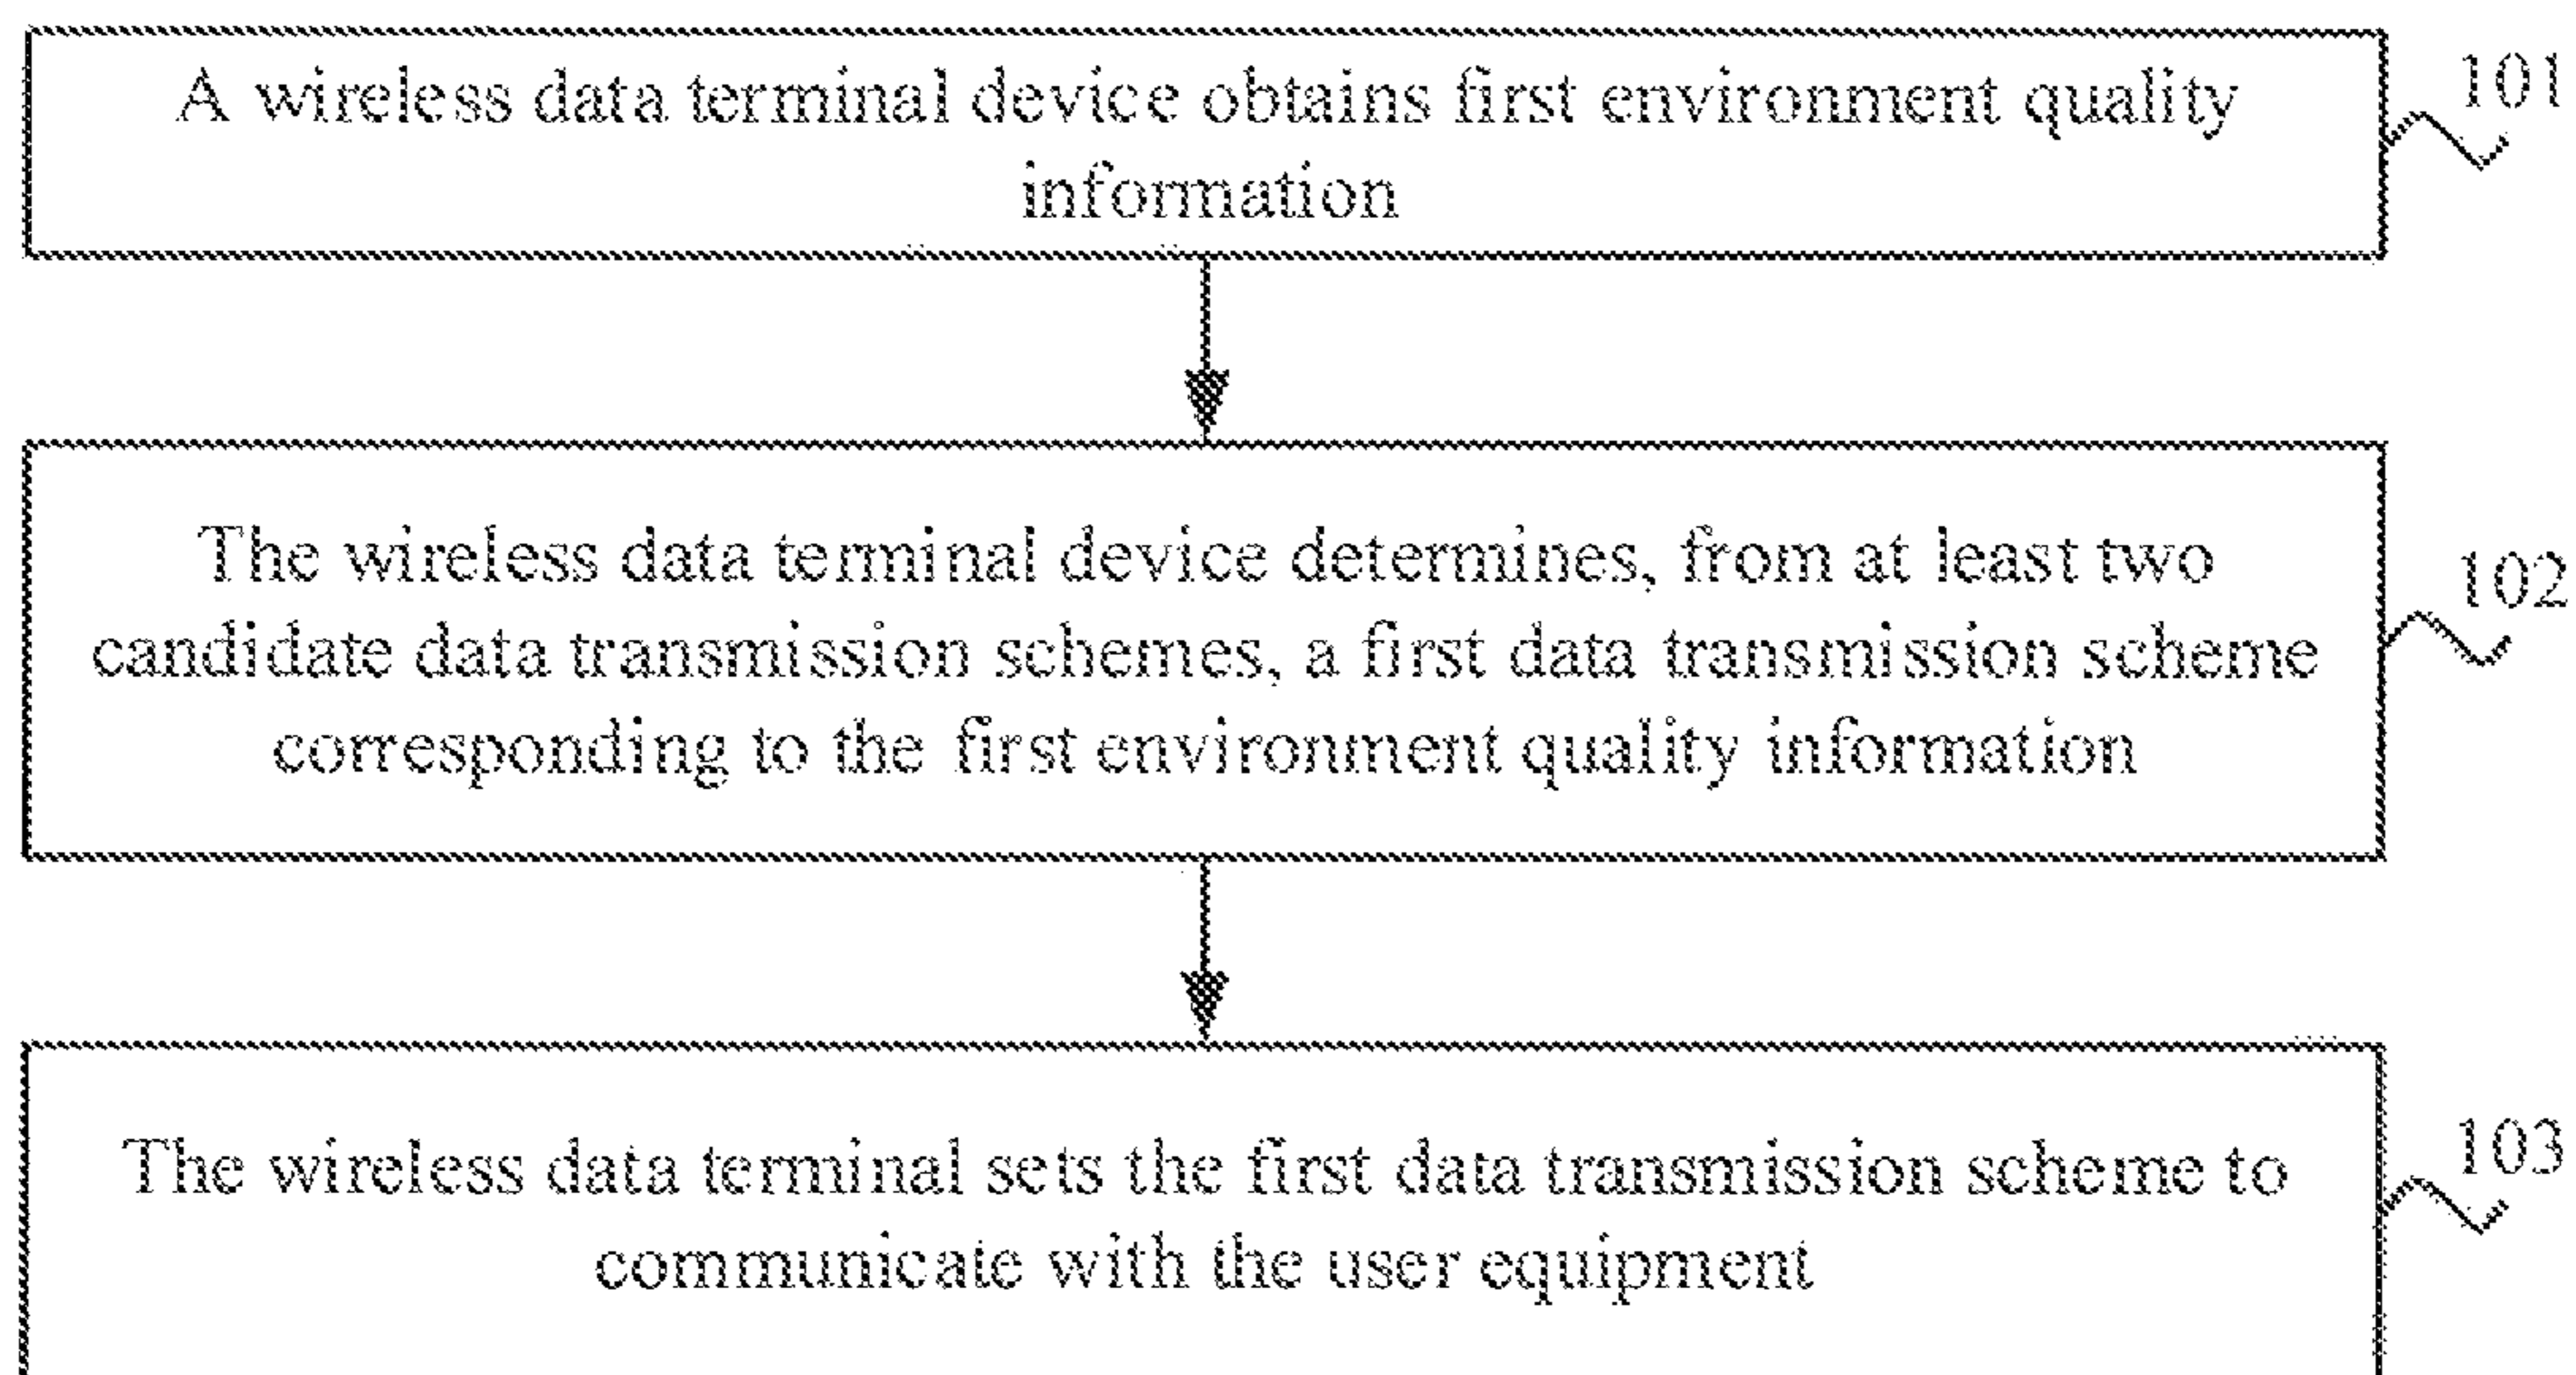 A wireless data terminal device obtains first environment quality
information
101
The wireless data terminal device determines, from at least two
candidate data transmission schemes, a first data transmission scheme
corresponding to the first environment quality information
102
The wireless data terminal sets the first data transmission scheme to
communicate with the user equipment
103